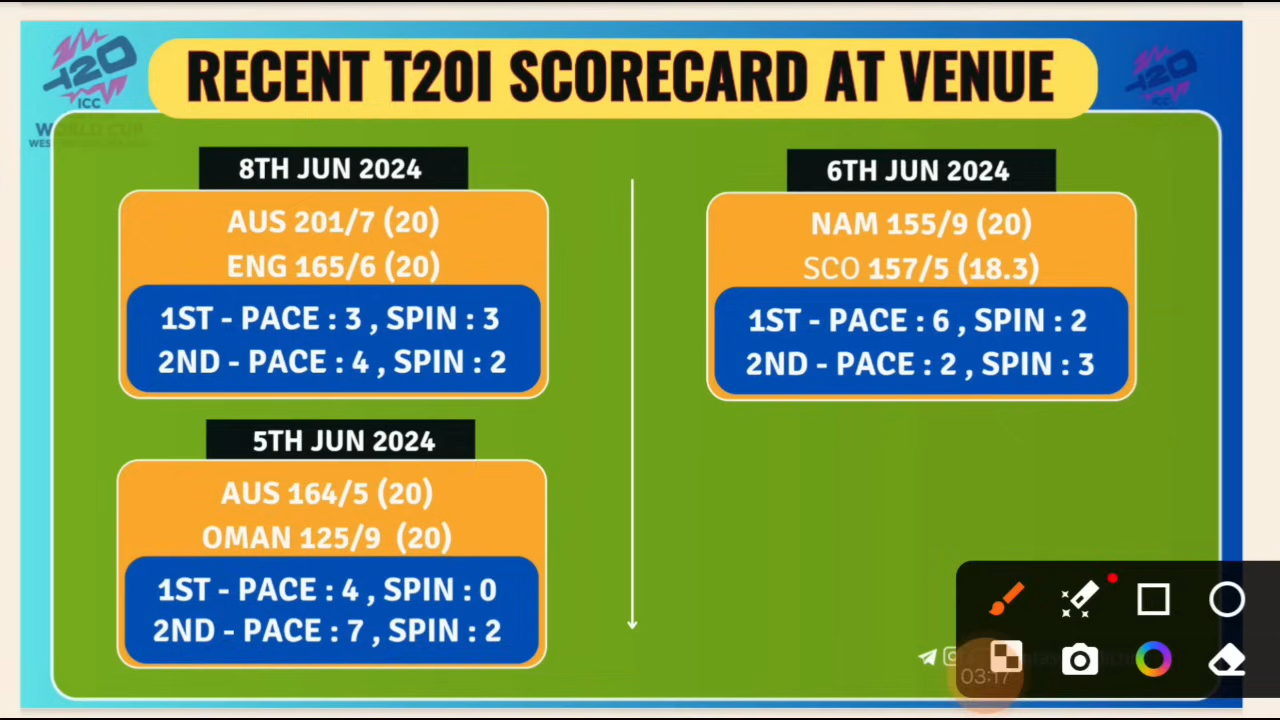 RECENT T20I SCORECARD AT VENUE
T20
ICC
WORLD CUP
8TH JUN 2024
AUS 201/7 (20)
ENG 165/6 (20)
1ST - PACE : 3 , SPIN : 3
2ND - PACE : 4 , SPIN : 2
5TH JUN 2024
AUS 164/5 (20)
OMAN 125/9 (20)
1ST - PACE : 4 , SPIN : 0
2ND - PACE : 7 , SPIN : 2
6TH JUN 2024
NAM 155/9 (20)
SCO 157/5 (18.3)
1ST - PACE : 6 , SPIN : 2
2ND - PACE : 2 , SPIN : 3
T20
ICC
03:17